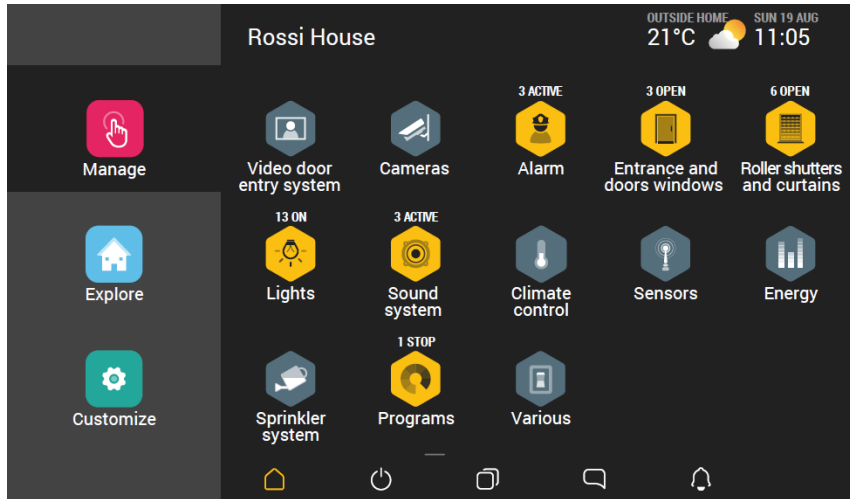 Rossi House
OUTSIDE HOME
21°C
SUN 19 AUG
11:05
Manage
Explore
Customize
Video door
entry system
Cameras
3 ACTIVE
Alarm
3 OPEN
Entrance and
doors windows
6 OPEN
Roller shutters
and curtains
13 ON
Lights
3 ACTIVE
Sound
system
Climate
control
Sensors
Energy
Sprinkler
system
1 STOP
Programs
Various